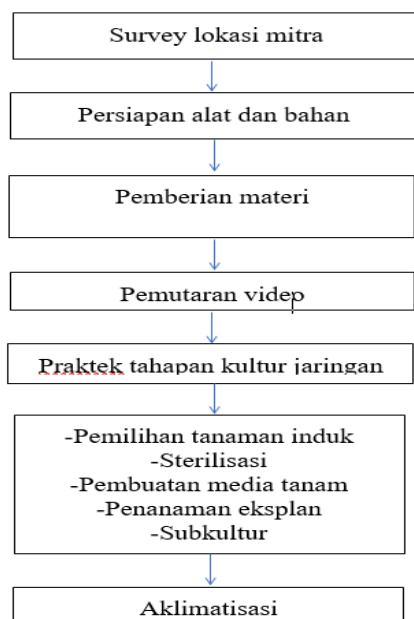 Survey lokasi mitra
Persiapan alat dan bahan
Pemberian materi
Pemutaran videp
Praktek tahapan kultur jaringan
-Pemilihan tanaman induk
-Sterilisasi
-Pembuatan media tanam
-Penanaman eksplan
-Subkultur
Aklimatisasi